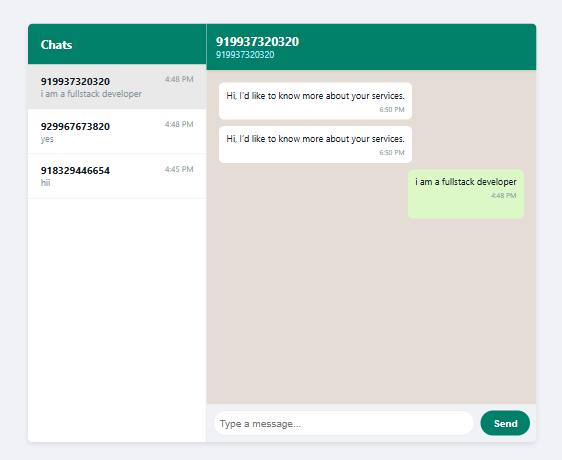 Chats
919937320320
4:48 PM
i am a fullstack developer
929967673820
4:48 PM
yes
918329446654
4:45 PM
hii
919937320320
919937320320
Hi, I'd like to know more about your services.
6:50 PM
Hi, I'd like to know more about your services.
6:50 PM
i am a fullstack developer
4:48 PM
Type a message...
Send